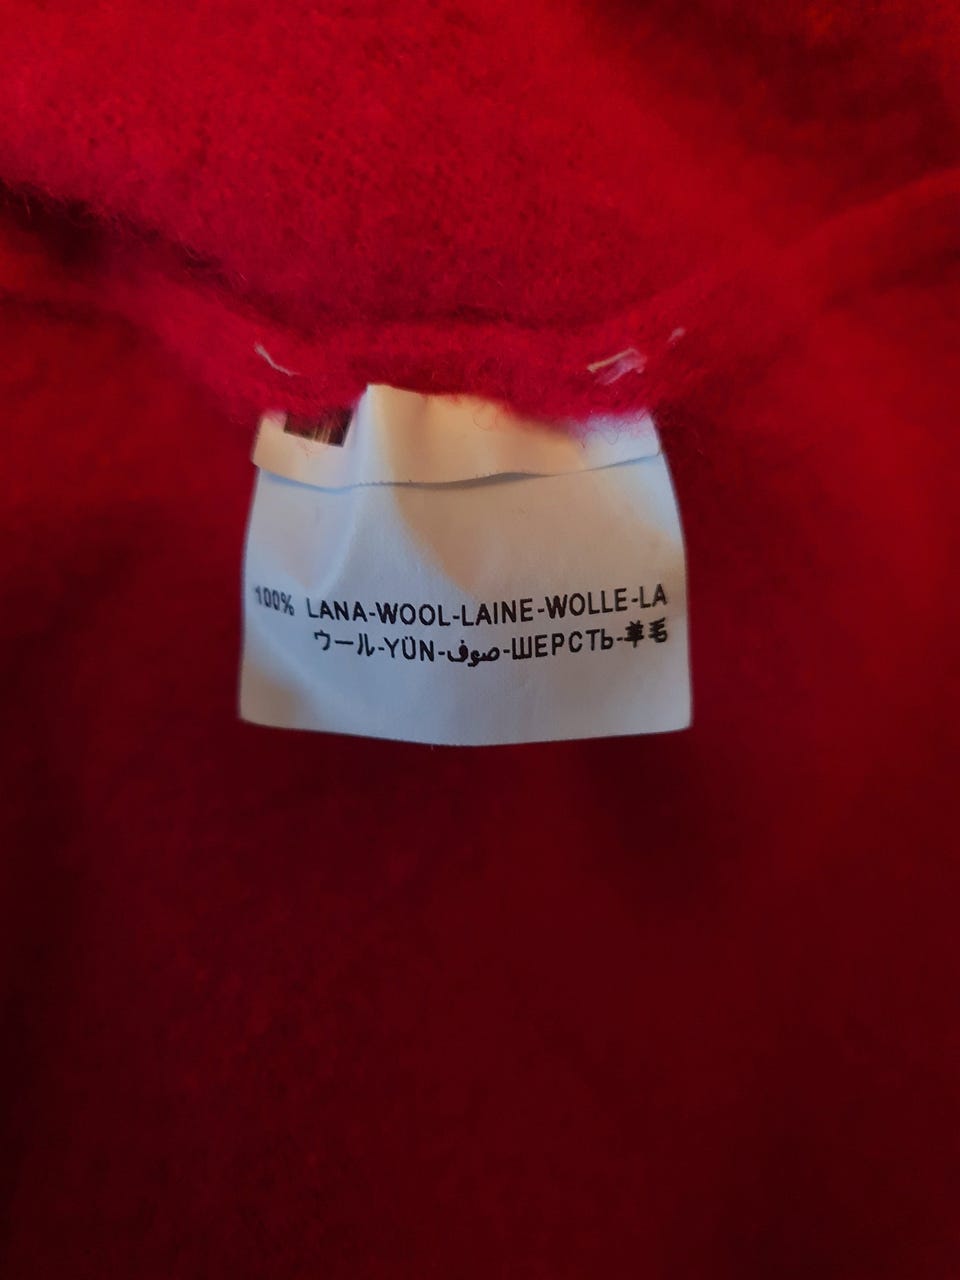 100% LANA-WOOL-LAINE-WOLLE-LA
ウール-YÜN-صوف-ШЕРСТЬ-羊毛